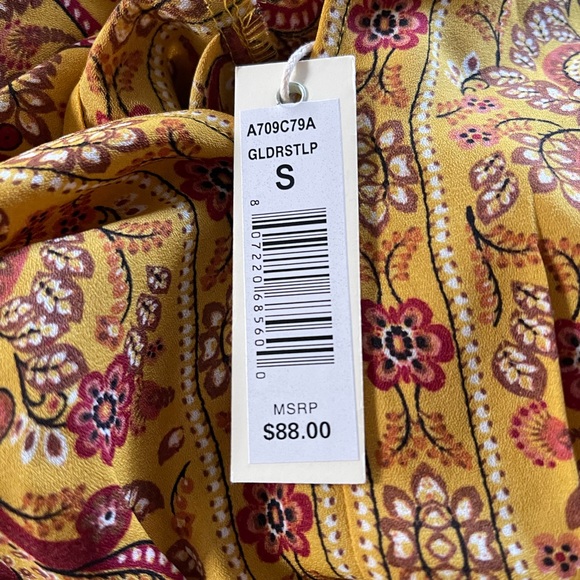 A709C79A
GLDRSTLP
S
8 07220 68560 0
MSRP
$88.00